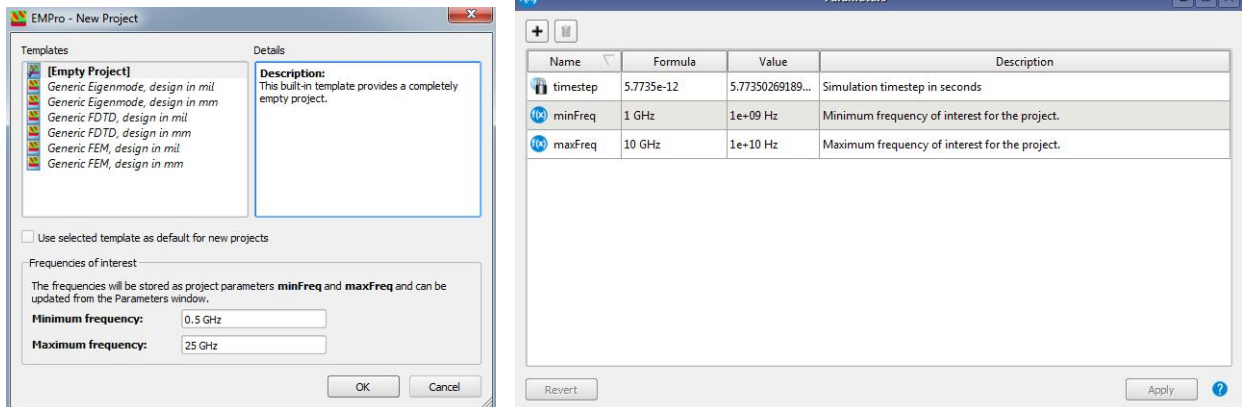 EMPro - New Project
Templates
Details
[Empty Project]
Generic Eigenmode, design in mil
Generic Eigenmode, design in mm
Generic FDTD, design in mil
Generic FDTD, design in mm
Generic FEM, design in mil
Generic FEM, design in mm
Description:
This built-in template provides a completely
empty project.
Use selected template as default for new projects
Frequencies of interest
The frequencies will be stored as project parameters minFreq and maxFreq and can be
updated from the Parameters window.
Minimum frequency: 0.5 GHz
Maximum frequency: 25 GHz
OK Cancel
Name Formula Value Description
timestep 5.7735e-12 5.77350269189... Simulation timestep in seconds
f(x) minFreq 1 GHz 1e+09 Hz Minimum frequency of interest for the project.
f(x) maxFreq 10 GHz 1e+10 Hz Maximum frequency of interest for the project.
Revert Apply ?